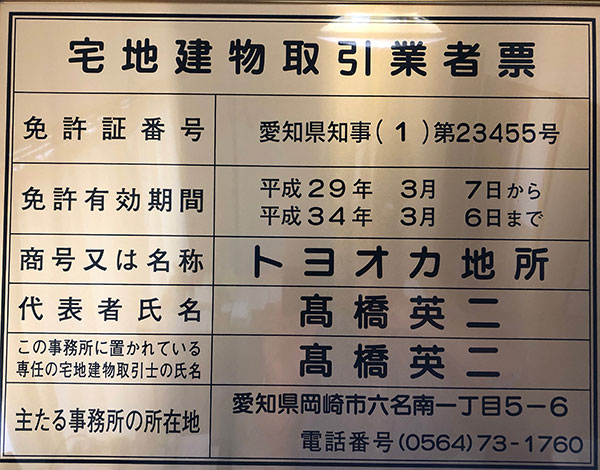 宅地建物取引業者票
免許証番号 愛知県知事(1)第23455号
免許有効期間 平成29年 3月 7日から
平成34年 3月 6日まで
商号又は名称 トヨオカ地所
代表者氏名 髙橋英二
この事務所に置かれている
専任の宅地建物取引士の氏名 髙橋英二
主たる事務所の所在地 愛知県岡崎市六名南一丁目5-6
電話番号(0564)73-1760